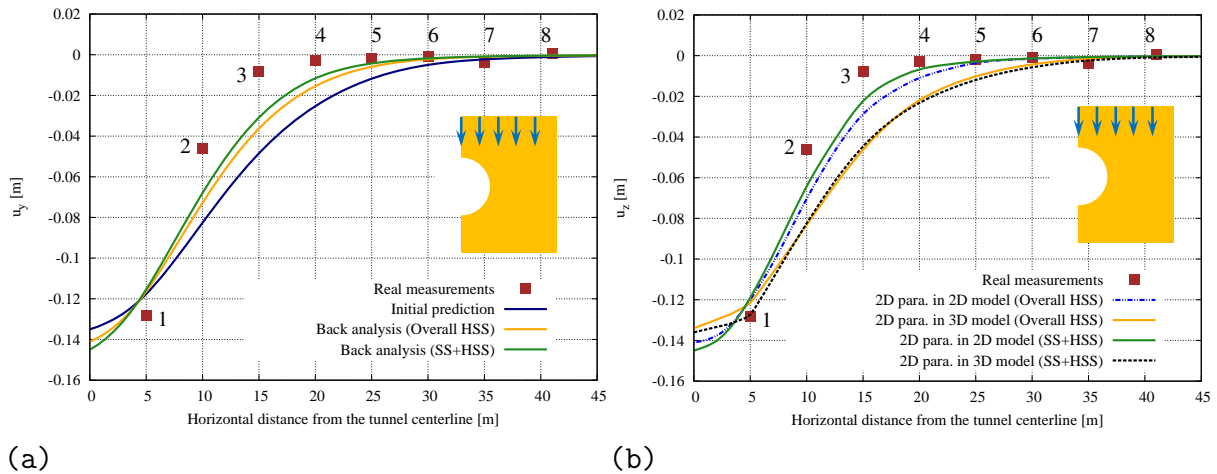 0.02
0
-0.02
-0.04
-0.06
-0.08
-0.1
-0.12
-0.14
-0.16
u_y [m]
1
2
3
4
5
6
7
8
Real measurements
Initial prediction
Back analysis (Overall HSS)
Back analysis (SS+HSS)
0 5 10 15 20 25 30 35 40 45
Horizontal distance from the tunnel centerline [m]
(a)
0.02
0
-0.02
-0.04
-0.06
-0.08
-0.1
-0.12
-0.14
-0.16
u_z [m]
1
2
3
4
5
6
7
8
Real measurements
2D para. in 2D model (Overall HSS)
2D para. in 3D model (Overall HSS)
2D para. in 2D model (SS+HSS)
2D para. in 3D model (SS+HSS)
0 5 10 15 20 25 30 35 40 45
Horizontal distance from the tunnel centerline [m]
(b)